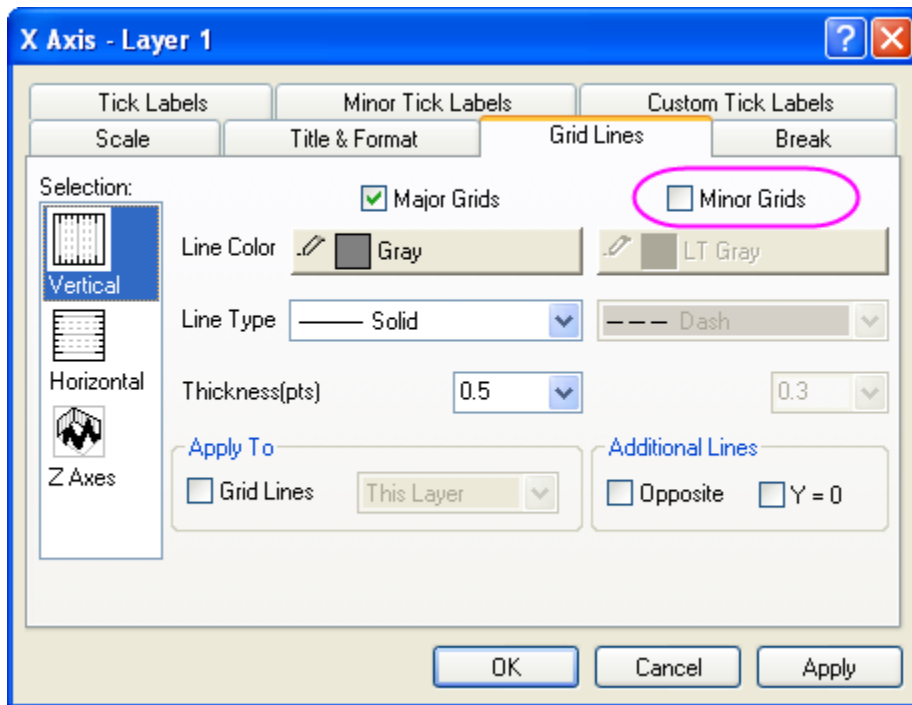 X Axis - Layer 1
Tick Labels Minor Tick Labels Custom Tick Labels
Scale Title & Format Grid Lines Break
Selection:
Major Grids Minor Grids
Line Color Gray LT Gray
Vertical
Line Type Solid Dash
Horizontal
Thickness(pts) 0.5 0.3
Apply To Additional Lines
Z Axes
Grid Lines This Layer Opposite Y = 0
OK Cancel Apply